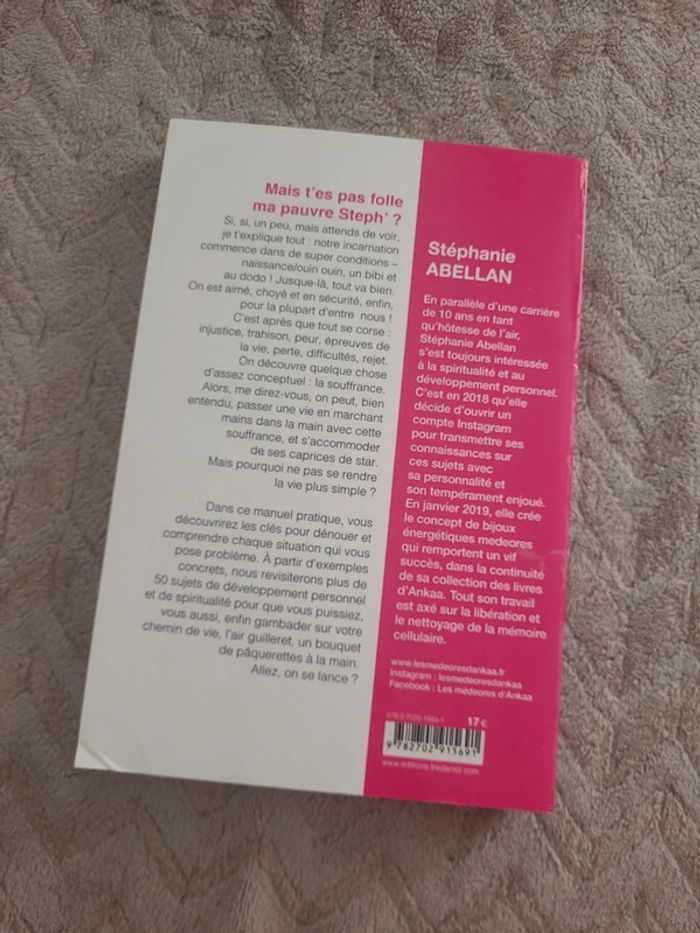 Mais t'es pas folle
ma pauvre Steph' ?
Si, si, un peu, mais attends de voir,
je t'explique tout : notre incarnation
commence dans de super conditions –
naissance/ouin ouin, un bibi et
au dodo ! Jusque-là, tout va bien.
On est aimé, choyé et en sécurité, enfin,
pour la plupart d'entre nous !
C'est après que tout se corse :
injustice, trahison, peur, épreuves de
la vie, perte, difficultés, rejet.
On découvre quelque chose
d'assez conceptuel : la souffrance.
Alors, me direz-vous, on peut, bien
entendu, passer une vie en marchant
main dans la main avec cette
souffrance, et s'accommoder
de ses caprices de star.
Mais pourquoi ne pas se rendre
la vie plus simple ?
Dans ce manuel pratique, vous
découvrirez les clés pour dénouer et
comprendre chaque situation qui vous
pose problème. À partir d'exemples
concrets, nous revisiterons plus de
50 sujets de développement personnel
et de spiritualité pour que vous puissiez,
vous aussi, enfin gambader sur votre
chemin de vie, l'air guilleret, un bouquet
de pâquerettes à la main.
Allez, on se lance ?
Stéphanie
ABELLAN
En parallèle d'une carrière
de 10 ans en tant
qu'hôtesse de l'air,
Stéphanie Abellan
s'est toujours intéressée
à la spiritualité et au
développement personnel.
C'est en 2018 qu'elle
décide d'ouvrir un
compte Instagram
pour transmettre ses
connaissances sur
ces sujets avec
sa personnalité et
son tempérament enjoué.
En janvier 2019, elle crée
le concept de bijoux
énergétiques medeores
qui remportent un vif
succès, dans la continuité
de sa collection des livres
d'Ankaa. Tout son travail
est axé sur la libération et
le nettoyage de la mémoire
cellulaire.
www.lesmedeoresdankaa.fr
Instagram : lesmedeoresdankaa
Facebook : Les médeores d'Ankaa
978-2-7029-1569-1
17 €
9 782702 915691
www.editions-tredaniel.com